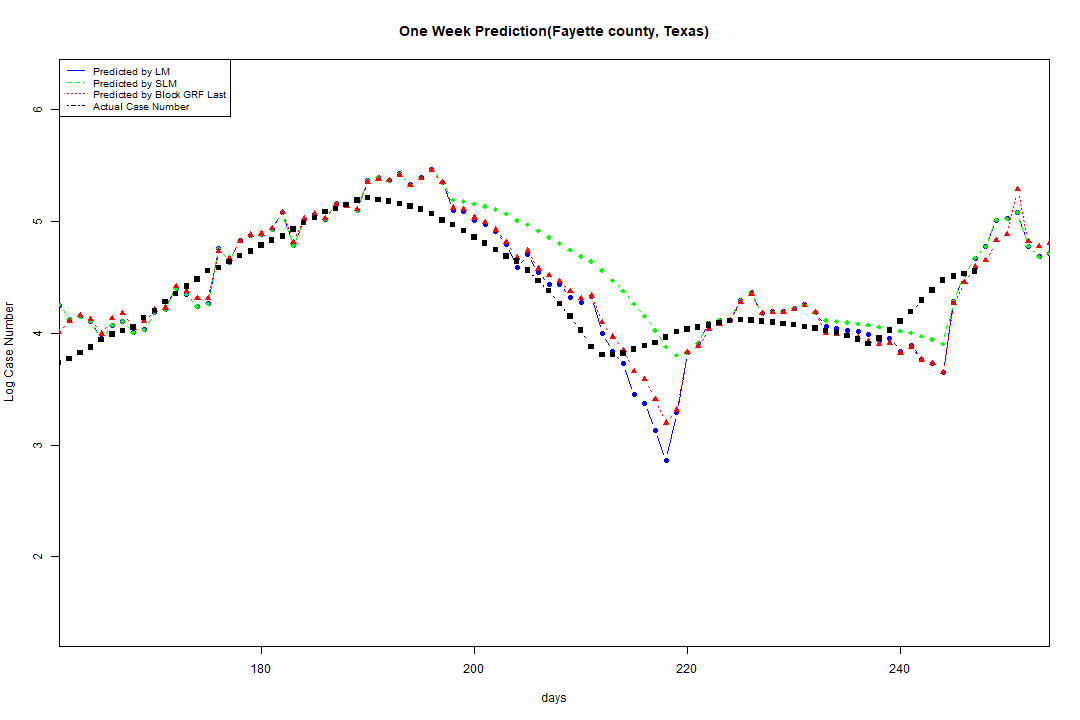 One Week Prediction(Fayette county, Texas)
Predicted by LM
Predicted by SLM
Predicted by Block GRF Last
Actual Case Number
6
5
4
3
2
Log Case Number
180 200 220 240
days